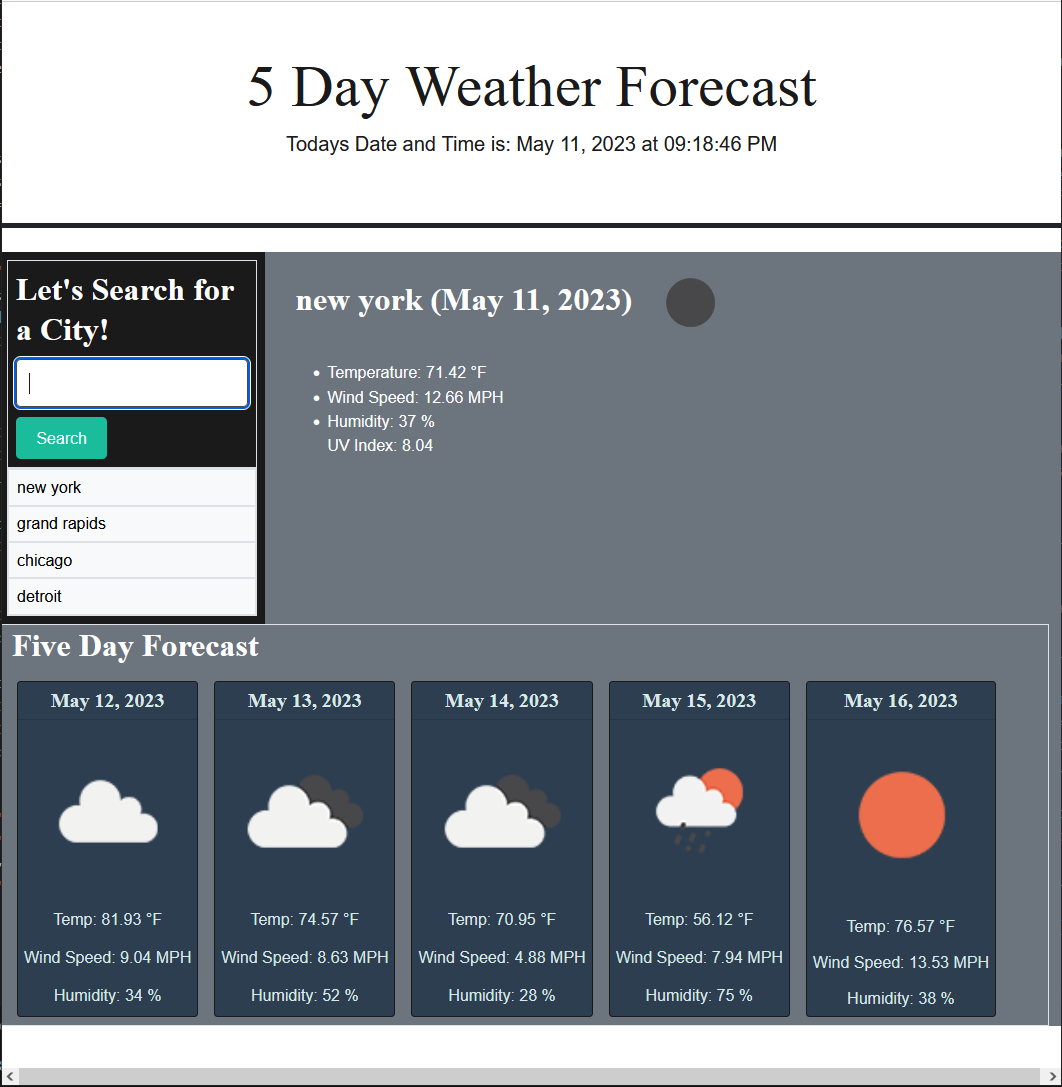 5 Day Weather Forecast
Todays Date and Time is: May 11, 2023 at 09:18:46 PM
Let's Search for
a City!
Search
new york
grand rapids
chicago
detroit
new york (May 11, 2023)
Temperature: 71.42 °F
Wind Speed: 12.66 MPH
Humidity: 37 %
UV Index: 8.04
Five Day Forecast
May 12, 2023
Temp: 81.93 °F
Wind Speed: 9.04 MPH
Humidity: 34 %
May 13, 2023
Temp: 74.57 °F
Wind Speed: 8.63 MPH
Humidity: 52 %
May 14, 2023
Temp: 70.95 °F
Wind Speed: 4.88 MPH
Humidity: 28 %
May 15, 2023
Temp: 56.12 °F
Wind Speed: 7.94 MPH
Humidity: 75 %
May 16, 2023
Temp: 76.57 °F
Wind Speed: 13.53 MPH
Humidity: 38 %